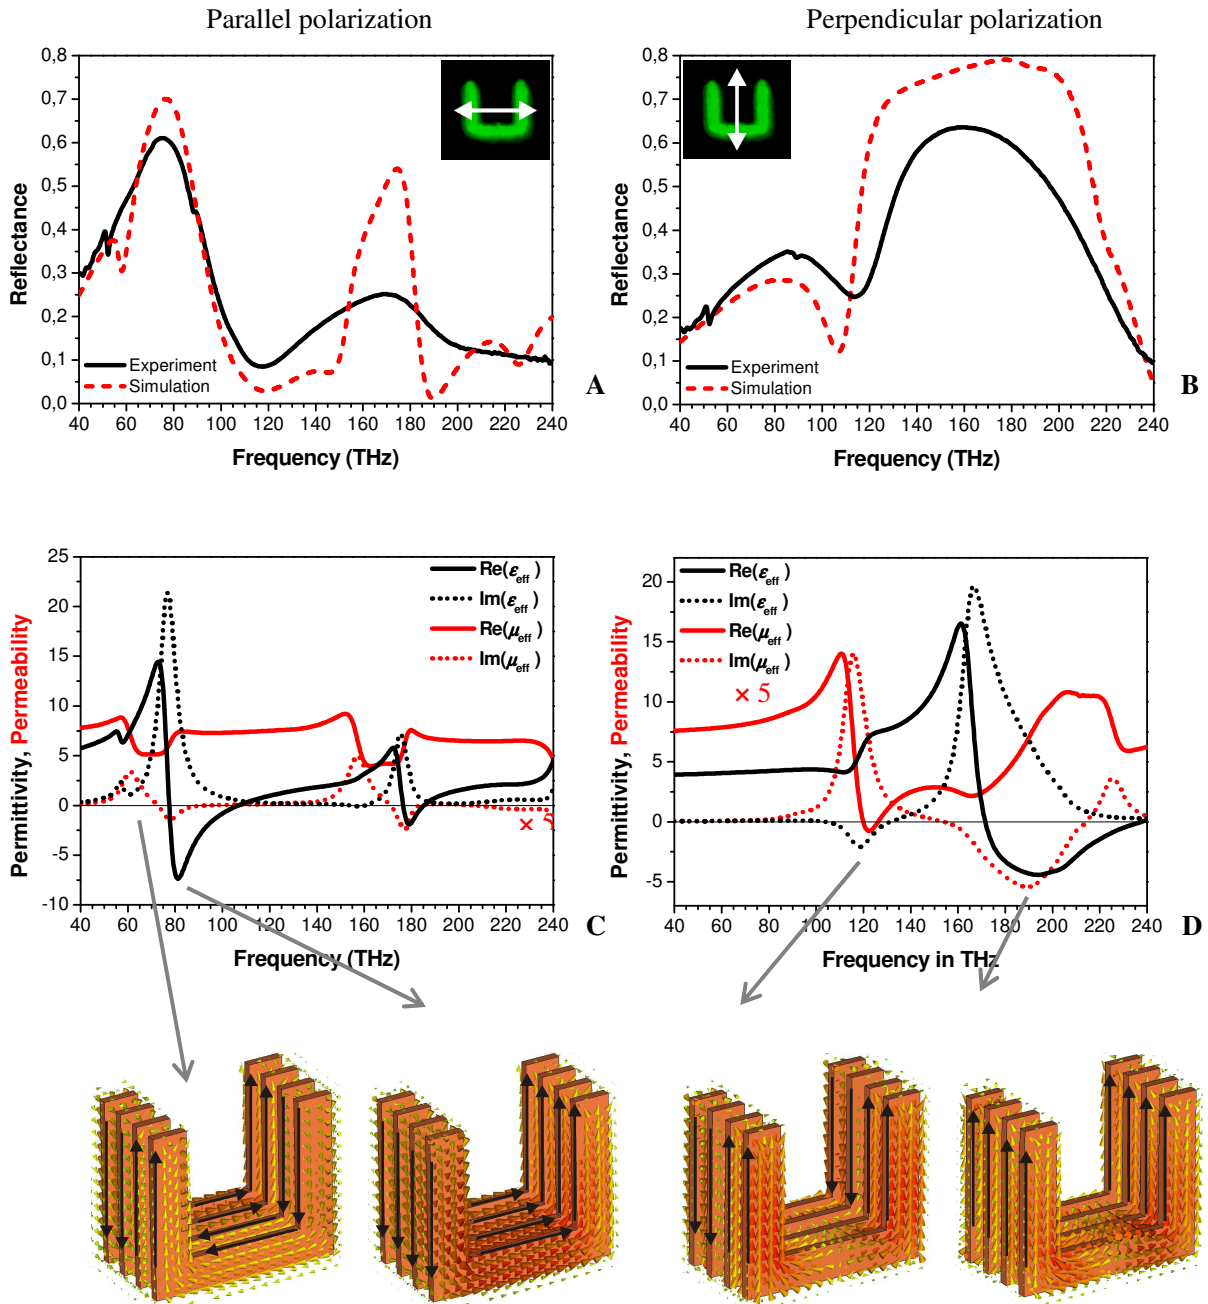 Parallel polarization
Perpendicular polarization
0,8
0,7
0,6
0,5
0,4
0,3
0,2
0,1
0,0
Reflectance
Experiment
Simulation
40 60 80 100 120 140 160 180 200 220 240
Frequency (THz)
A
0,8
0,7
0,6
0,5
0,4
0,3
0,2
0,1
0,0
Reflectance
Experiment
Simulation
40 60 80 100 120 140 160 180 200 220 240
Frequency (THz)
B
25
20
15
10
5
0
-5
-10
Permittivity, Permeability
Re(εeff)
Im(εeff)
Re(μeff)
Im(μeff)
× 5
40 60 80 100 120 140 160 180 200 220 240
Frequency (THz)
C
20
15
10
5
0
-5
Permittivity, Permeability
Re(εeff)
Im(εeff)
Re(μeff)
Im(μeff)
× 5
40 60 80 100 120 140 160 180 200 220 240
Frequency in THz
D